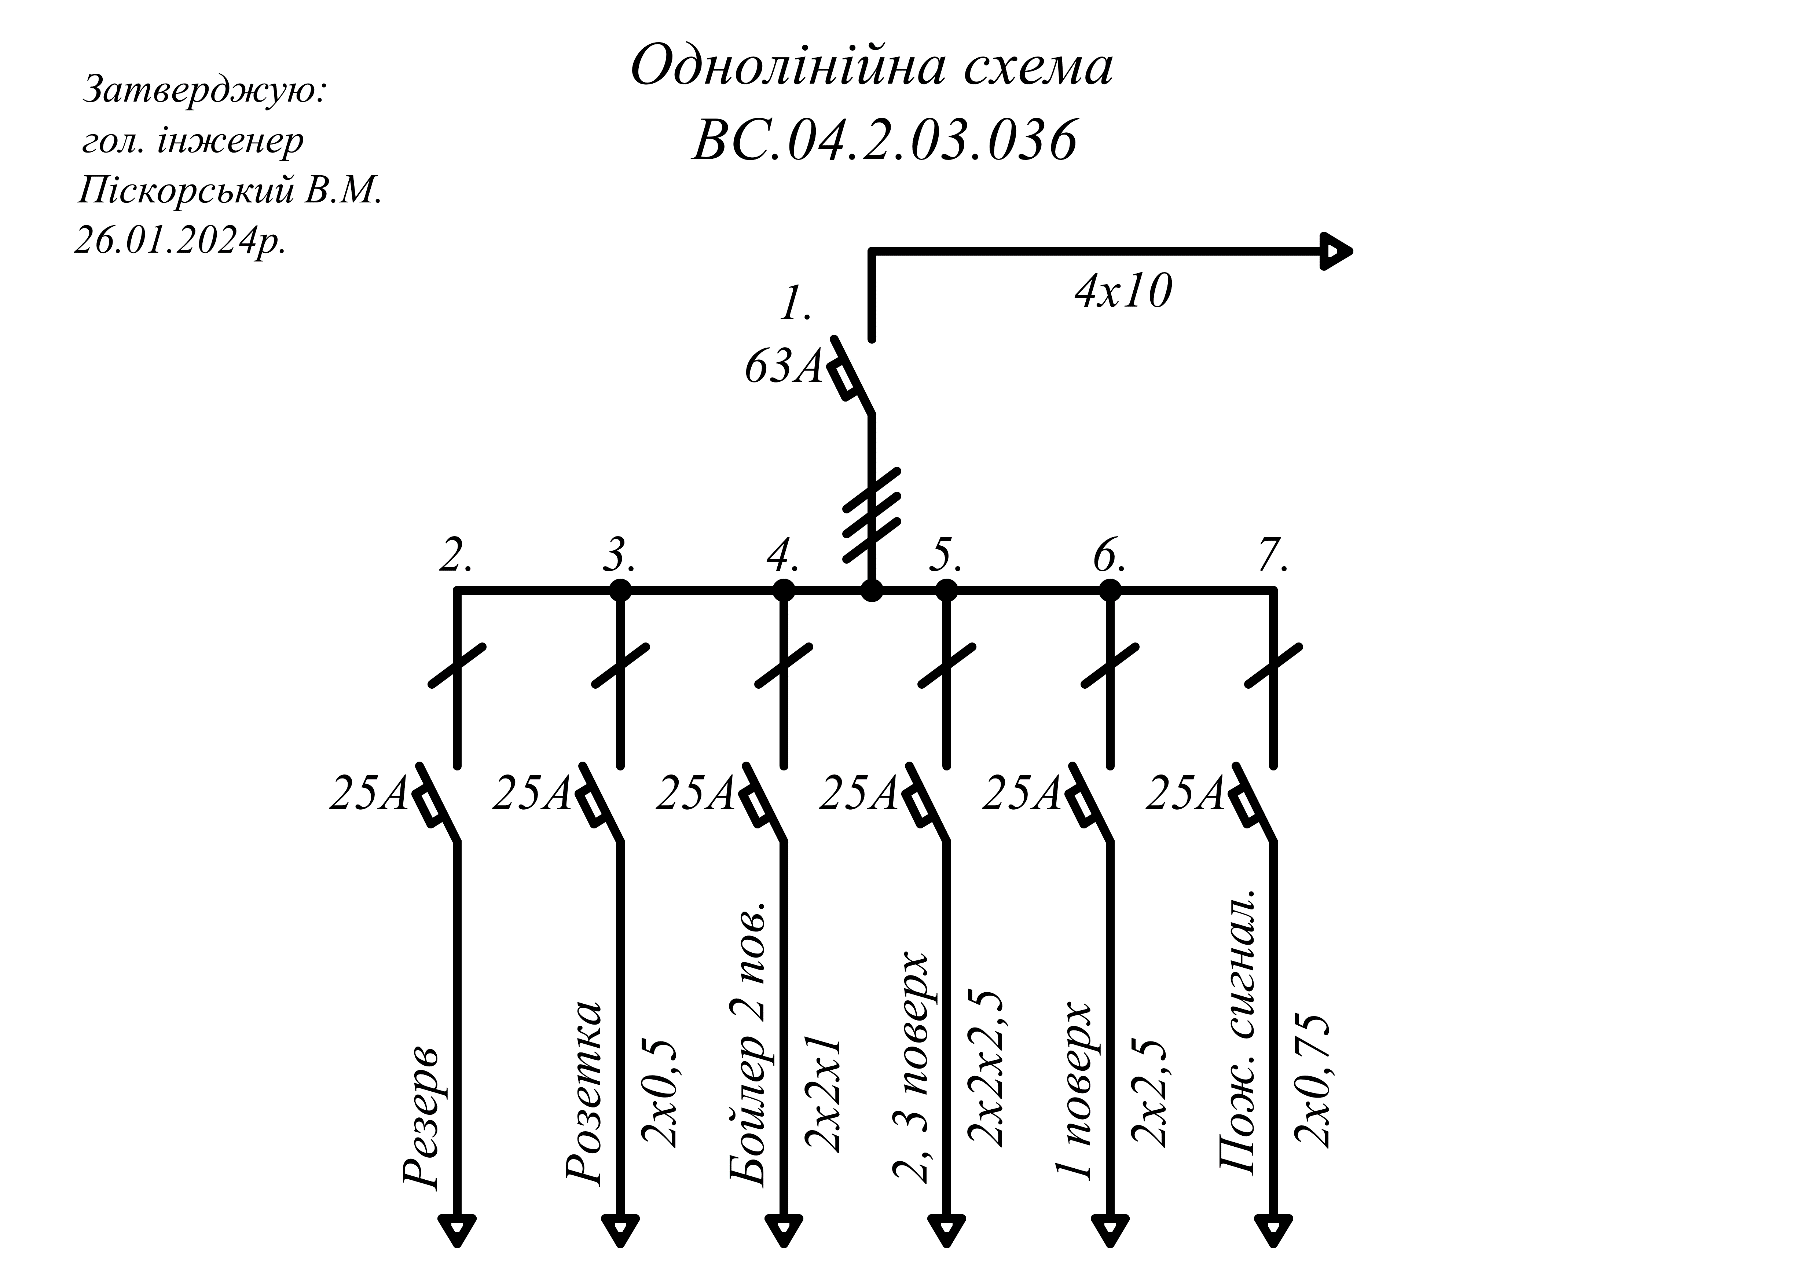 Затверджую:
гол. інженер
Піскорський В.М.
26.01.2024р.
Однолінійна схема
ВС.04.2.03.036
4х10
1.
63А
2.
3.
4.
5.
6.
7.
25А
25А
25А
25А
25А
25А
Резерв
Розетка
2х0,5
Бойлер 2 пов.
2х2х1
2, 3 поверх
2х2х2,5
1 поверх
2х2,5
Пож. сигнал.
2х0,75